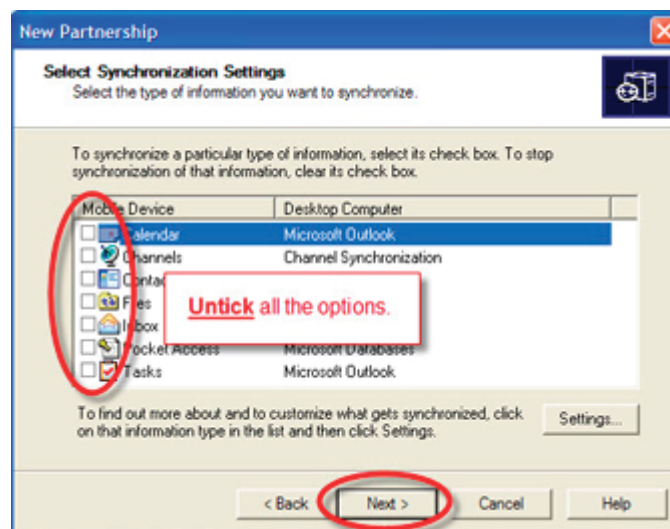 New Partnership
Select Synchronization Settings
Select the type of information you want to synchronize.
To synchronize a particular type of information, select its check box. To stop
synchronization of that information, clear its check box.
Mobile Device Desktop Computer
Calendar Microsoft Outlook
Channels Channel Synchronization
Files
Inbox
Untick all the options.
Pocket Access Microsoft Databases
Tasks Microsoft Outlook
To find out more about and to customize what gets synchronized, click
on that information type in the list and then click Settings.
Settings...
< Back Next > Cancel Help